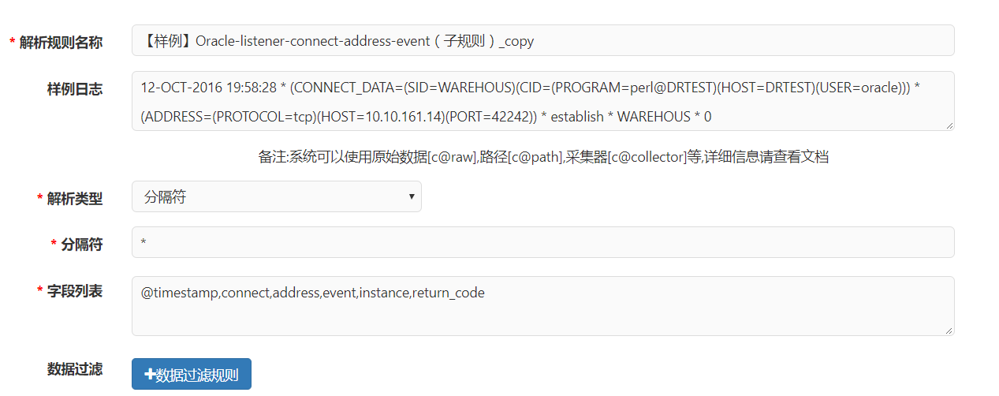 * 解析规则名称
【样例】Oracle-listener-connect-address-event（子规则）_copy
样例日志
12-OCT-2016 19:58:28 * (CONNECT_DATA=(SID=WAREHOUS)(CID=(PROGRAM=perl@DRTEST)(HOST=DRTEST)(USER=oracle))) *
(ADDRESS=(PROTOCOL=tcp)(HOST=10.10.161.14)(PORT=42242)) * establish * WAREHOUS * 0
备注:系统可以使用原始数据[c@raw],路径[c@path],采集器[c@collector]等,详细信息请查看文档
* 解析类型
分隔符
* 分隔符
*
* 字段列表
@timestamp,connect,address,event,instance,return_code
数据过滤
+数据过滤规则